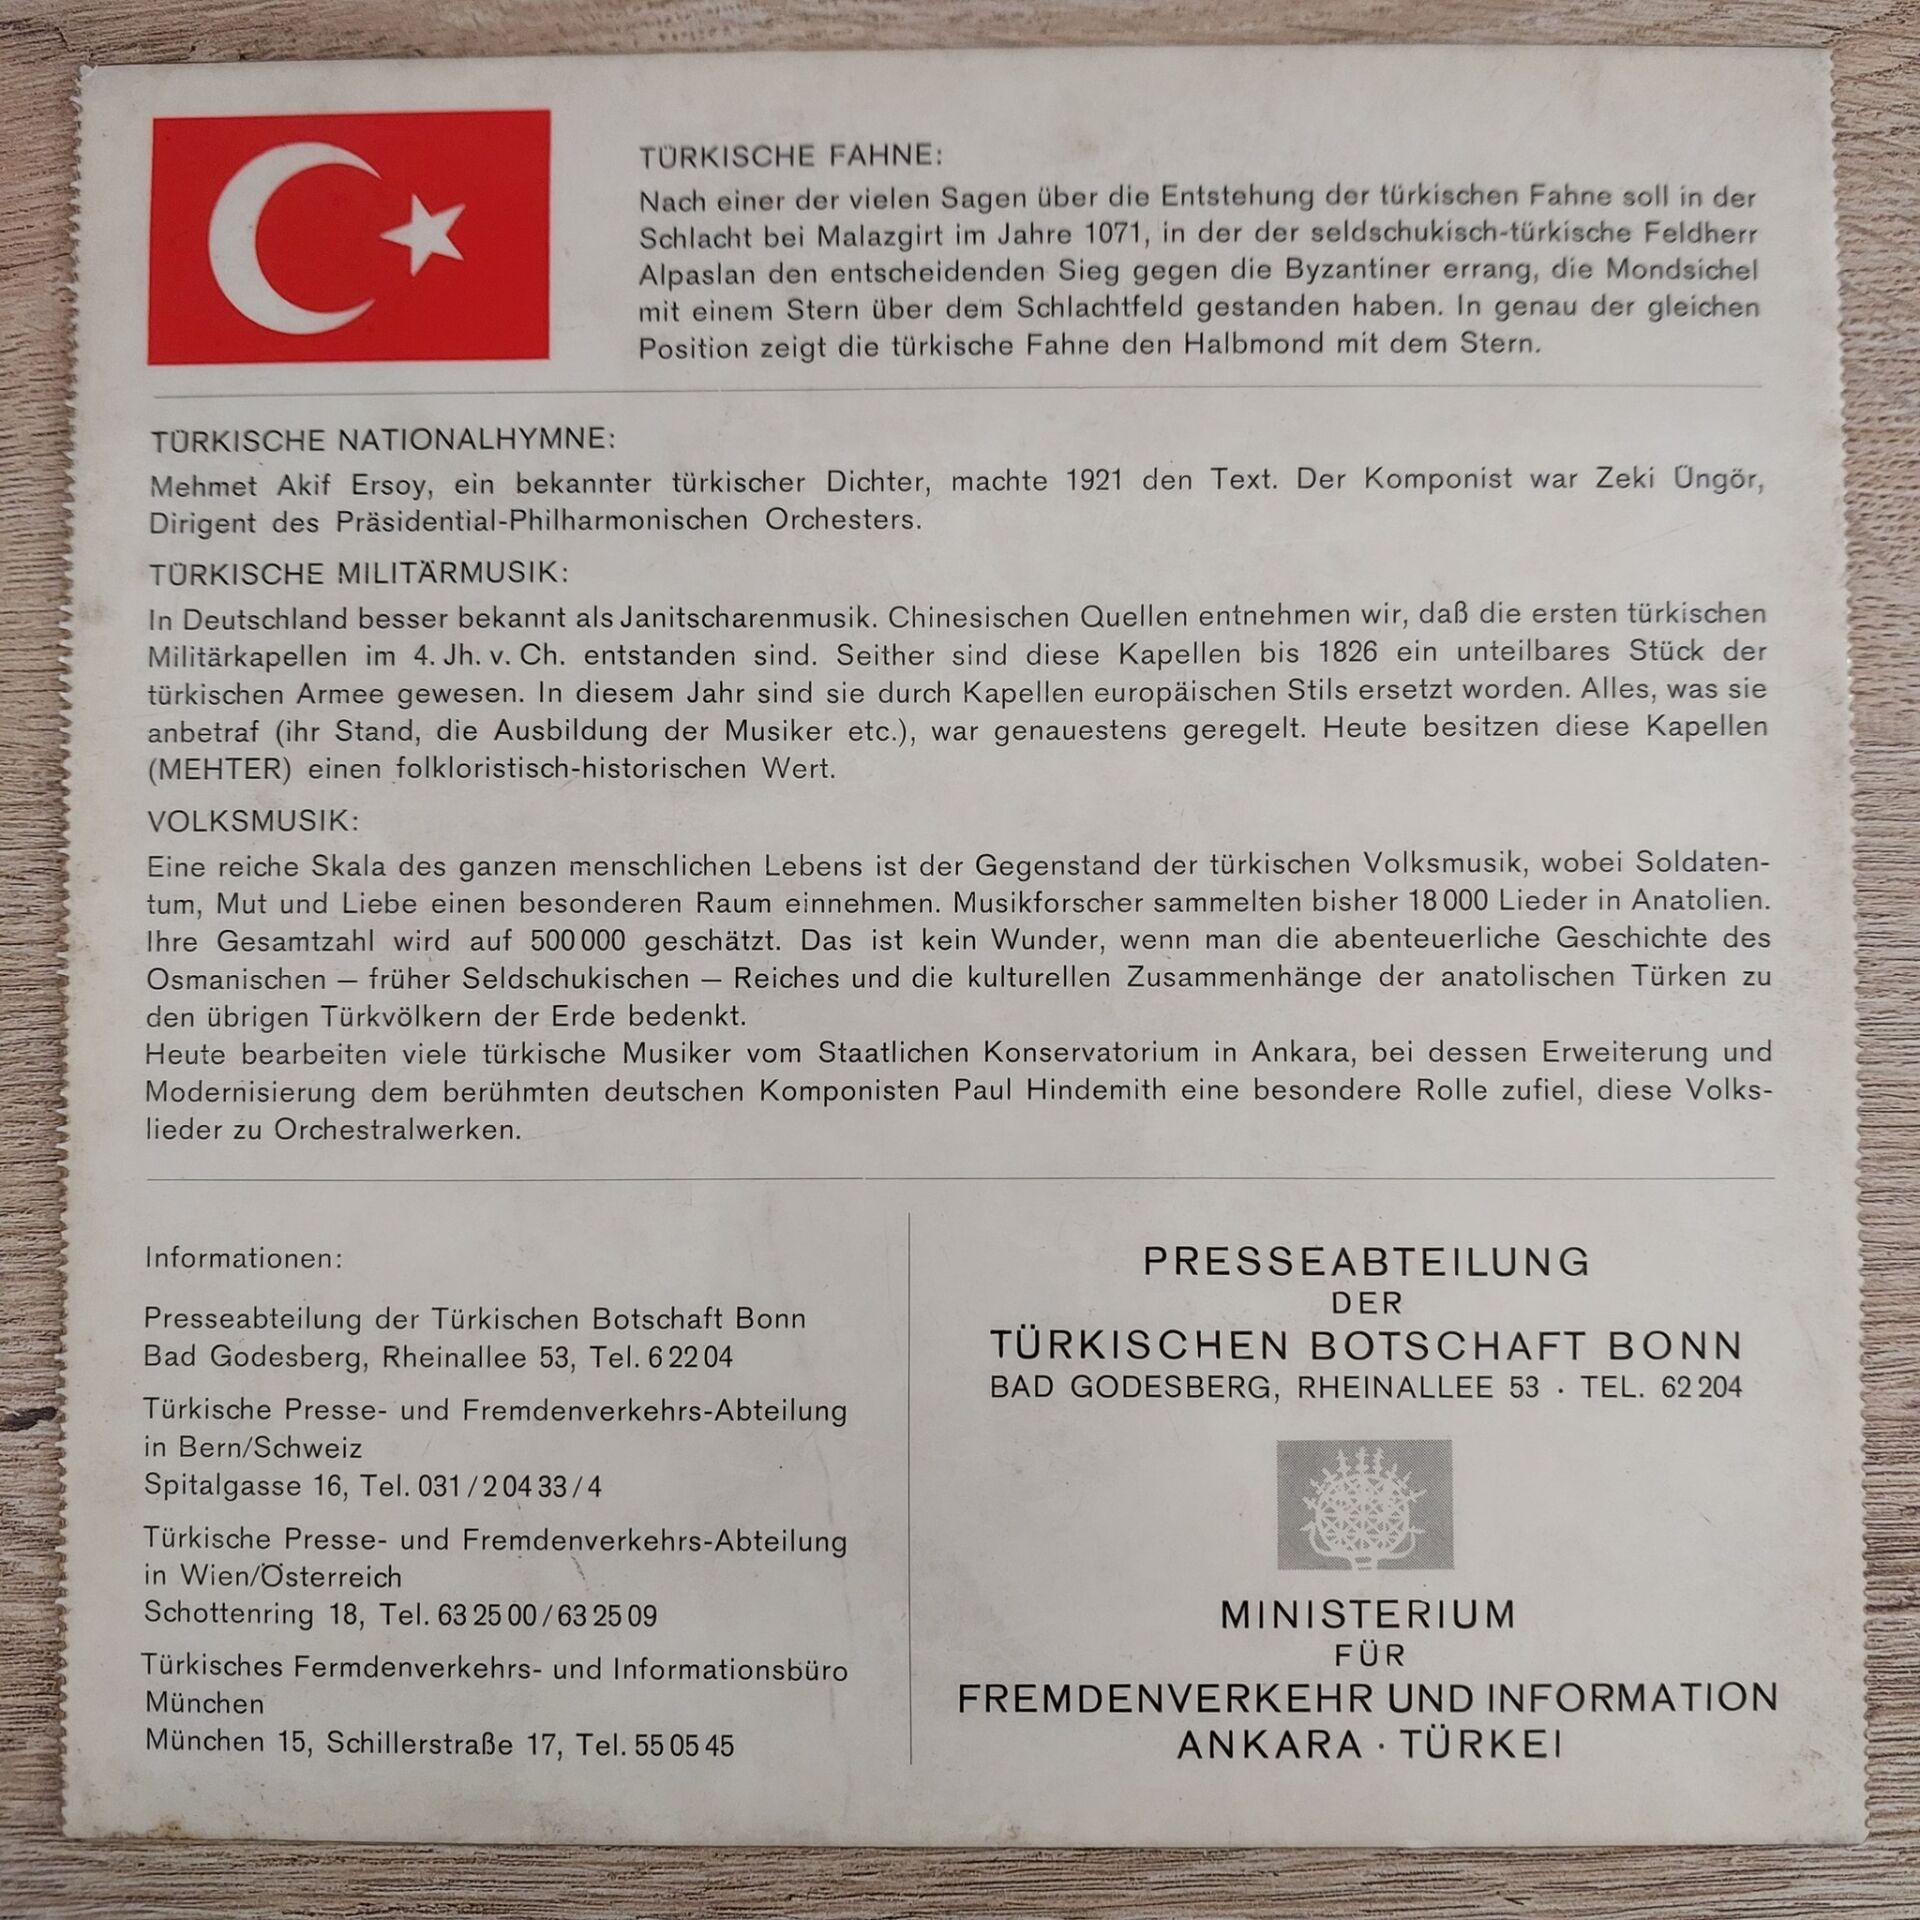 TÜRKISCHE FAHNE:
Nach einer der vielen Sagen über die Entstehung der türkischen Fahne soll in der
Schlacht bei Malazgirt im Jahre 1071, in der der seldschukisch-türkische Feldherr
Alpaslan den entscheidenden Sieg gegen die Byzantiner errang, die Mondsichel
mit einem Stern über dem Schlachtfeld gestanden haben. In genau der gleichen
Position zeigt die türkische Fahne den Halbmond mit dem Stern.
TÜRKISCHE NATIONALHYMNE:
Mehmet Akif Ersoy, ein bekannter türkischer Dichter, machte 1921 den Text. Der Komponist war Zeki Üngör,
Dirigent des Präsidential-Philharmonischen Orchesters.
TÜRKISCHE MILITÄRMUSIK:
In Deutschland besser bekannt als Janitscharenmusik. Chinesischen Quellen entnehmen wir, daß die ersten türkischen
Militärkapellen im 4. Jh. v. Ch. entstanden sind. Seither sind diese Kapellen bis 1826 ein unteilbares Stück der
türkischen Armee gewesen. In diesem Jahr sind sie durch Kapellen europäischen Stils ersetzt worden. Alles, was sie
anbetraf (ihr Stand, die Ausbildung der Musiker etc.), war genauestens geregelt. Heute besitzen diese Kapellen
(MEHTER) einen folkloristisch-historischen Wert.
VOLKSMUSIK:
Eine reiche Skala des ganzen menschlichen Lebens ist der Gegenstand der türkischen Volksmusik, wobei Soldaten-
tum, Mut und Liebe einen besonderen Raum einnehmen. Musikforscher sammelten bisher 18 000 Lieder in Anatolien.
Ihre Gesamtzahl wird auf 500 000 geschätzt. Das ist kein Wunder, wenn man die abenteuerliche Geschichte des
Osmanischen — früher Seldschukischen — Reiches und die kulturellen Zusammenhänge der anatolischen Türken zu
den übrigen Türkvölkern der Erde bedenkt.
Heute bearbeiten viele türkische Musiker vom Staatlichen Konservatorium in Ankara, bei dessen Erweiterung und
Modernisierung dem berühmten deutschen Komponisten Paul Hindemith eine besondere Rolle zufiel, diese Volks-
lieder zu Orchestralwerken.
Informationen:
Presseabteilung der Türkischen Botschaft Bonn
Bad Godesberg, Rheinallee 53, Tel. 6 22 04
Türkische Presse- und Fremdenverkehrs-Abteilung
in Bern/Schweiz
Spitalgasse 16, Tel. 031 / 2 04 33 / 4
Türkische Presse- und Fremdenverkehrs-Abteilung
in Wien/Österreich
Schottenring 18, Tel. 63 25 00 / 63 25 09
Türkisches Fermdenverkehrs- und Informationsbüro
München
München 15, Schillerstraße 17, Tel. 55 05 45
PRESSEABTEILUNG
DER
TÜRKISCHEN BOTSCHAFT BONN
BAD GODESBERG, RHEINALLEE 53 · TEL. 62 204
MINISTERIUM
FÜR
FREMDENVERKEHR UND INFORMATION
ANKARA · TÜRKEI